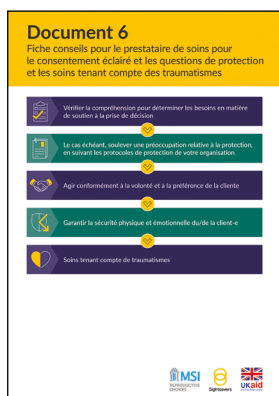 Document 6
Fiche conseils pour le prestataire de soins pour
le consentement éclairé et les questions de protection
et les soins tenant compte des traumatismes
Vérifier la compréhension pour déterminer les besoins en matière
de soutien à la prise de décision
Le cas échéant, soulever une préoccupation relative à la protection,
en suivant les protocoles de protection de votre organisation
Agir conformément à la volonté et à la préférence de la cliente
Garantir la sécurité physique et émotionnelle du/de la client-e
Soins tenant compte de traumatismes
MSI
REPRODUCTIVE
CHOICES
Sightsavers
UKaid